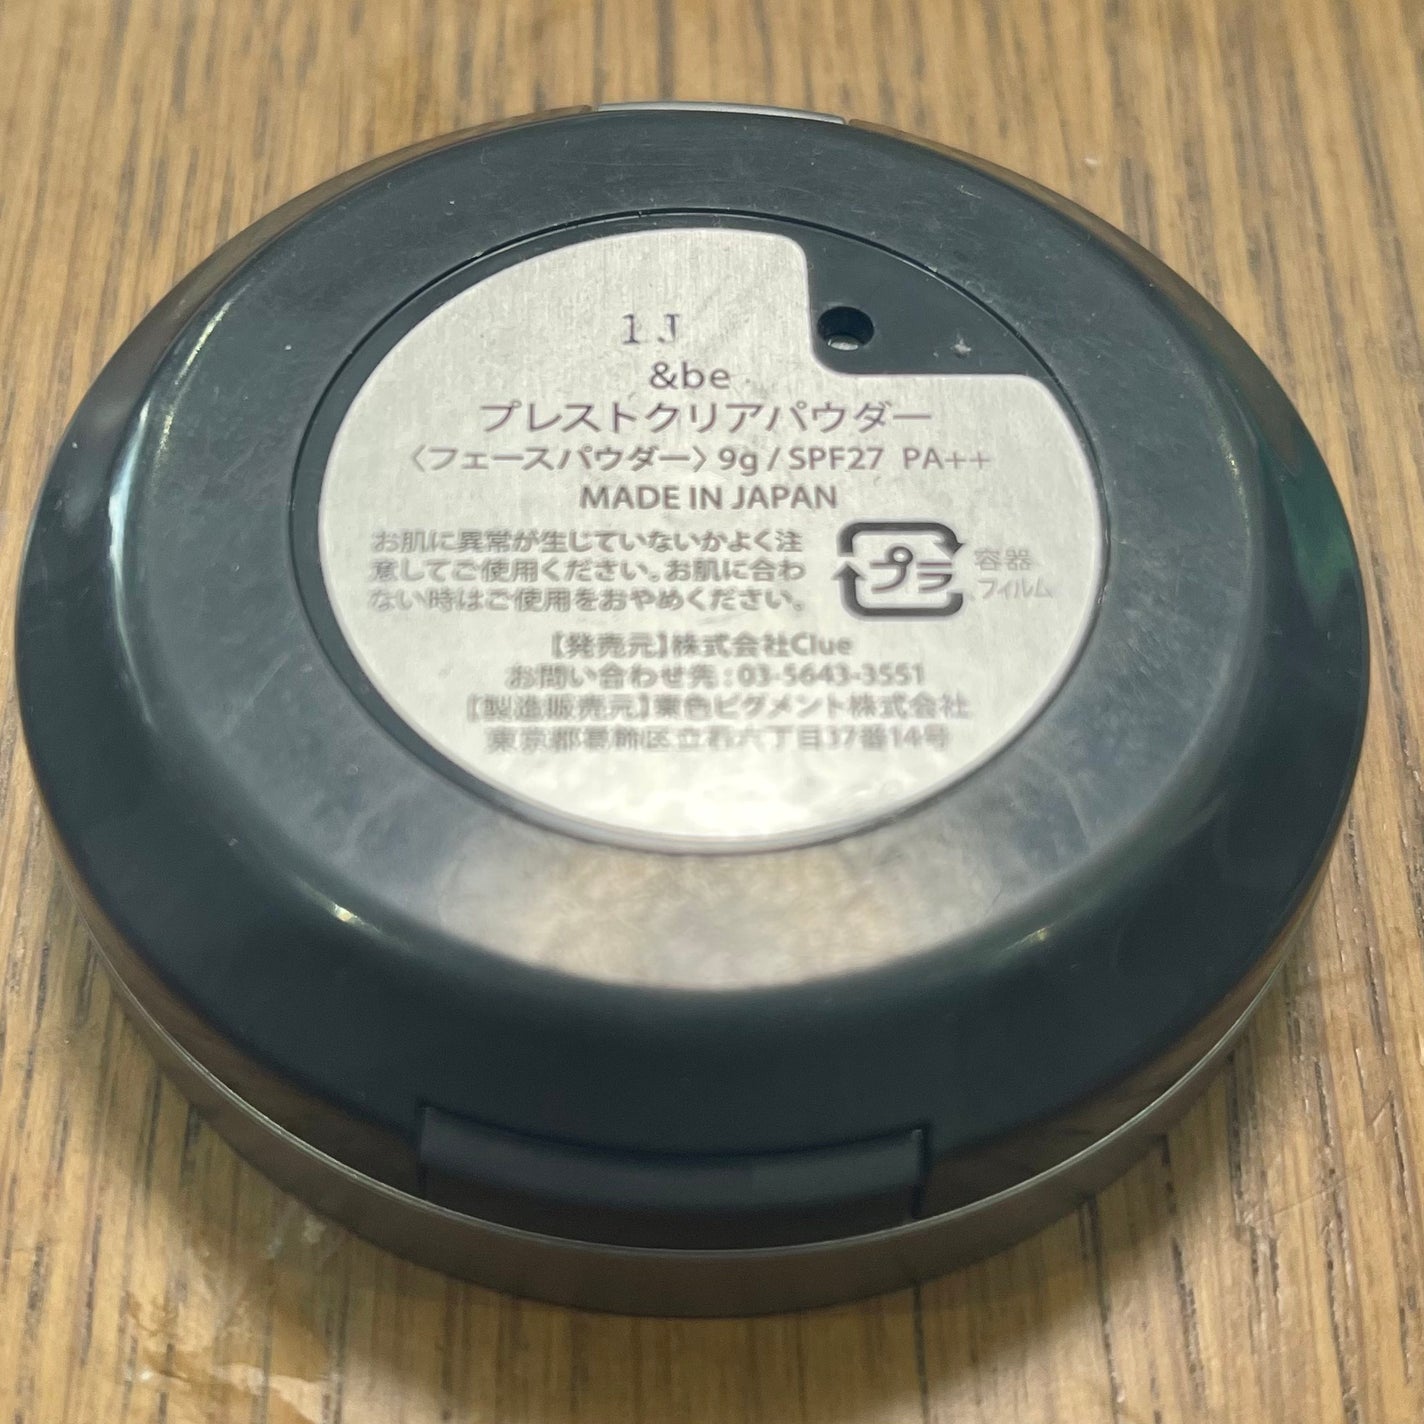 1J
&be
プレストクリアパウダー
〈フェースパウダー〉9g / SPF27 PA++
MADE IN JAPAN
お肌に異常が生じていないかよく注
意してご使用ください。お肌に合わ
ない時はご使用をおやめください。
プラ
容器
、フィルム
【発売元】株式会社Clue
お問い合わせ先：03-5643-3551
【製造販売元】東色ピグメント株式会社
東京都葛飾区立石六丁目37番14号